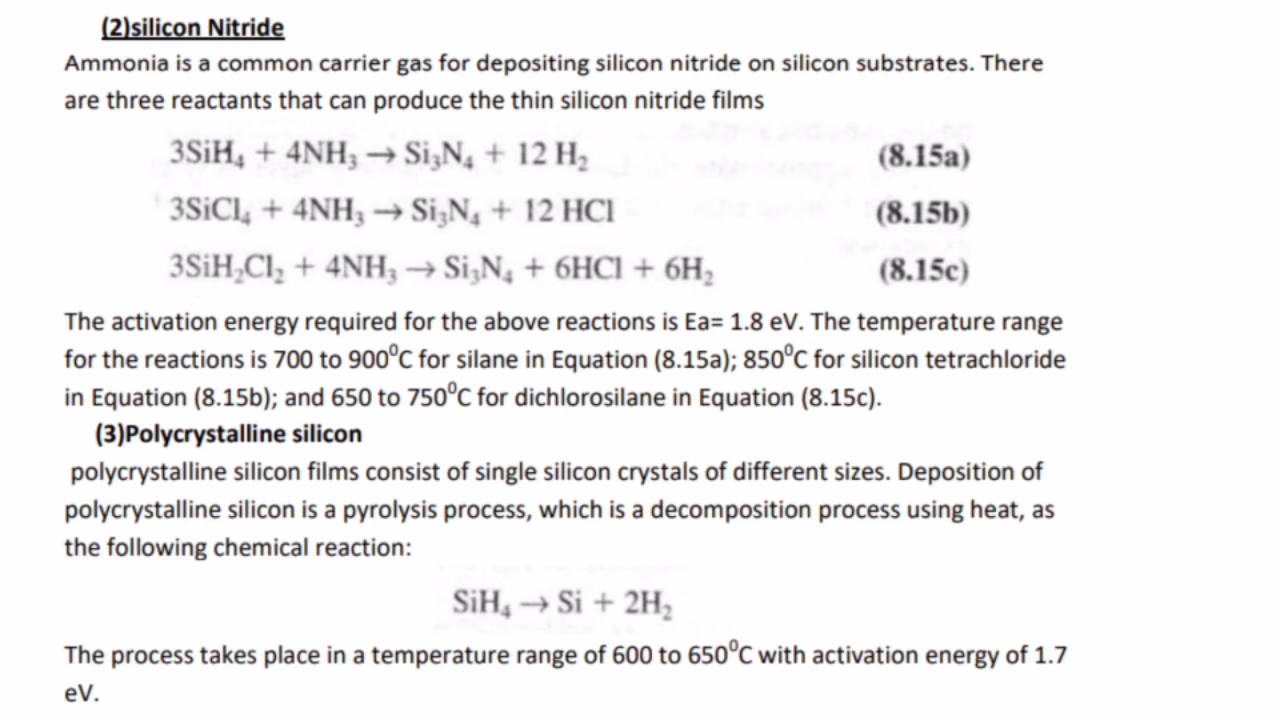 (2)silicon Nitride
Ammonia is a common carrier gas for depositing silicon nitride on silicon substrates. There
are three reactants that can produce the thin silicon nitride films
3SiH₄ + 4NH₃ → Si₃N₄ + 12 H₂ (8.15a)
3SiCl₄ + 4NH₃ → Si₃N₄ + 12 HCl (8.15b)
3SiH₂Cl₂ + 4NH₃ → Si₃N₄ + 6HCl + 6H₂ (8.15c)
The activation energy required for the above reactions is Ea= 1.8 eV. The temperature range
for the reactions is 700 to 900⁰C for silane in Equation (8.15a); 850⁰C for silicon tetrachloride
in Equation (8.15b); and 650 to 750⁰C for dichlorosilane in Equation (8.15c).
(3)Polycrystalline silicon
polycrystalline silicon films consist of single silicon crystals of different sizes. Deposition of
polycrystalline silicon is a pyrolysis process, which is a decomposition process using heat, as
the following chemical reaction:
SiH₄ → Si + 2H₂
The process takes place in a temperature range of 600 to 650⁰C with activation energy of 1.7
eV.